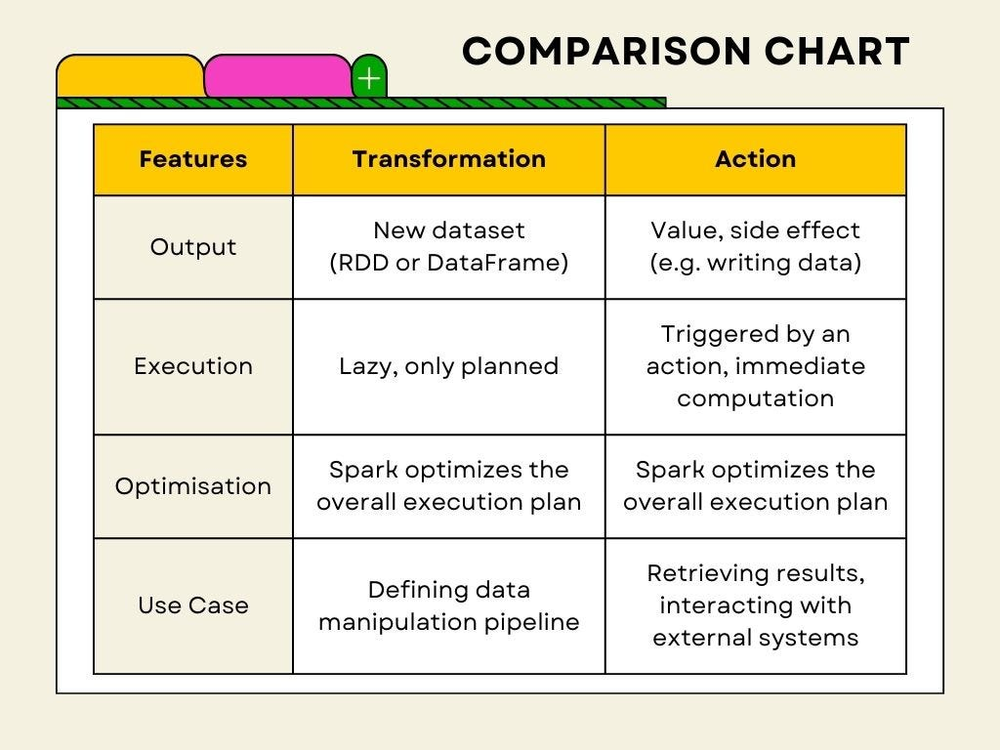 COMPARISON CHART
Features
Transformation
Action
Output
New dataset
(RDD or DataFrame)
Value, side effect
(e.g. writing data)
Execution
Lazy, only planned
Triggered by an
action, immediate
computation
Optimisation
Spark optimizes the
overall execution plan
Spark optimizes the
overall execution plan
Use Case
Defining data
manipulation pipeline
Retrieving results,
interacting with
external systems